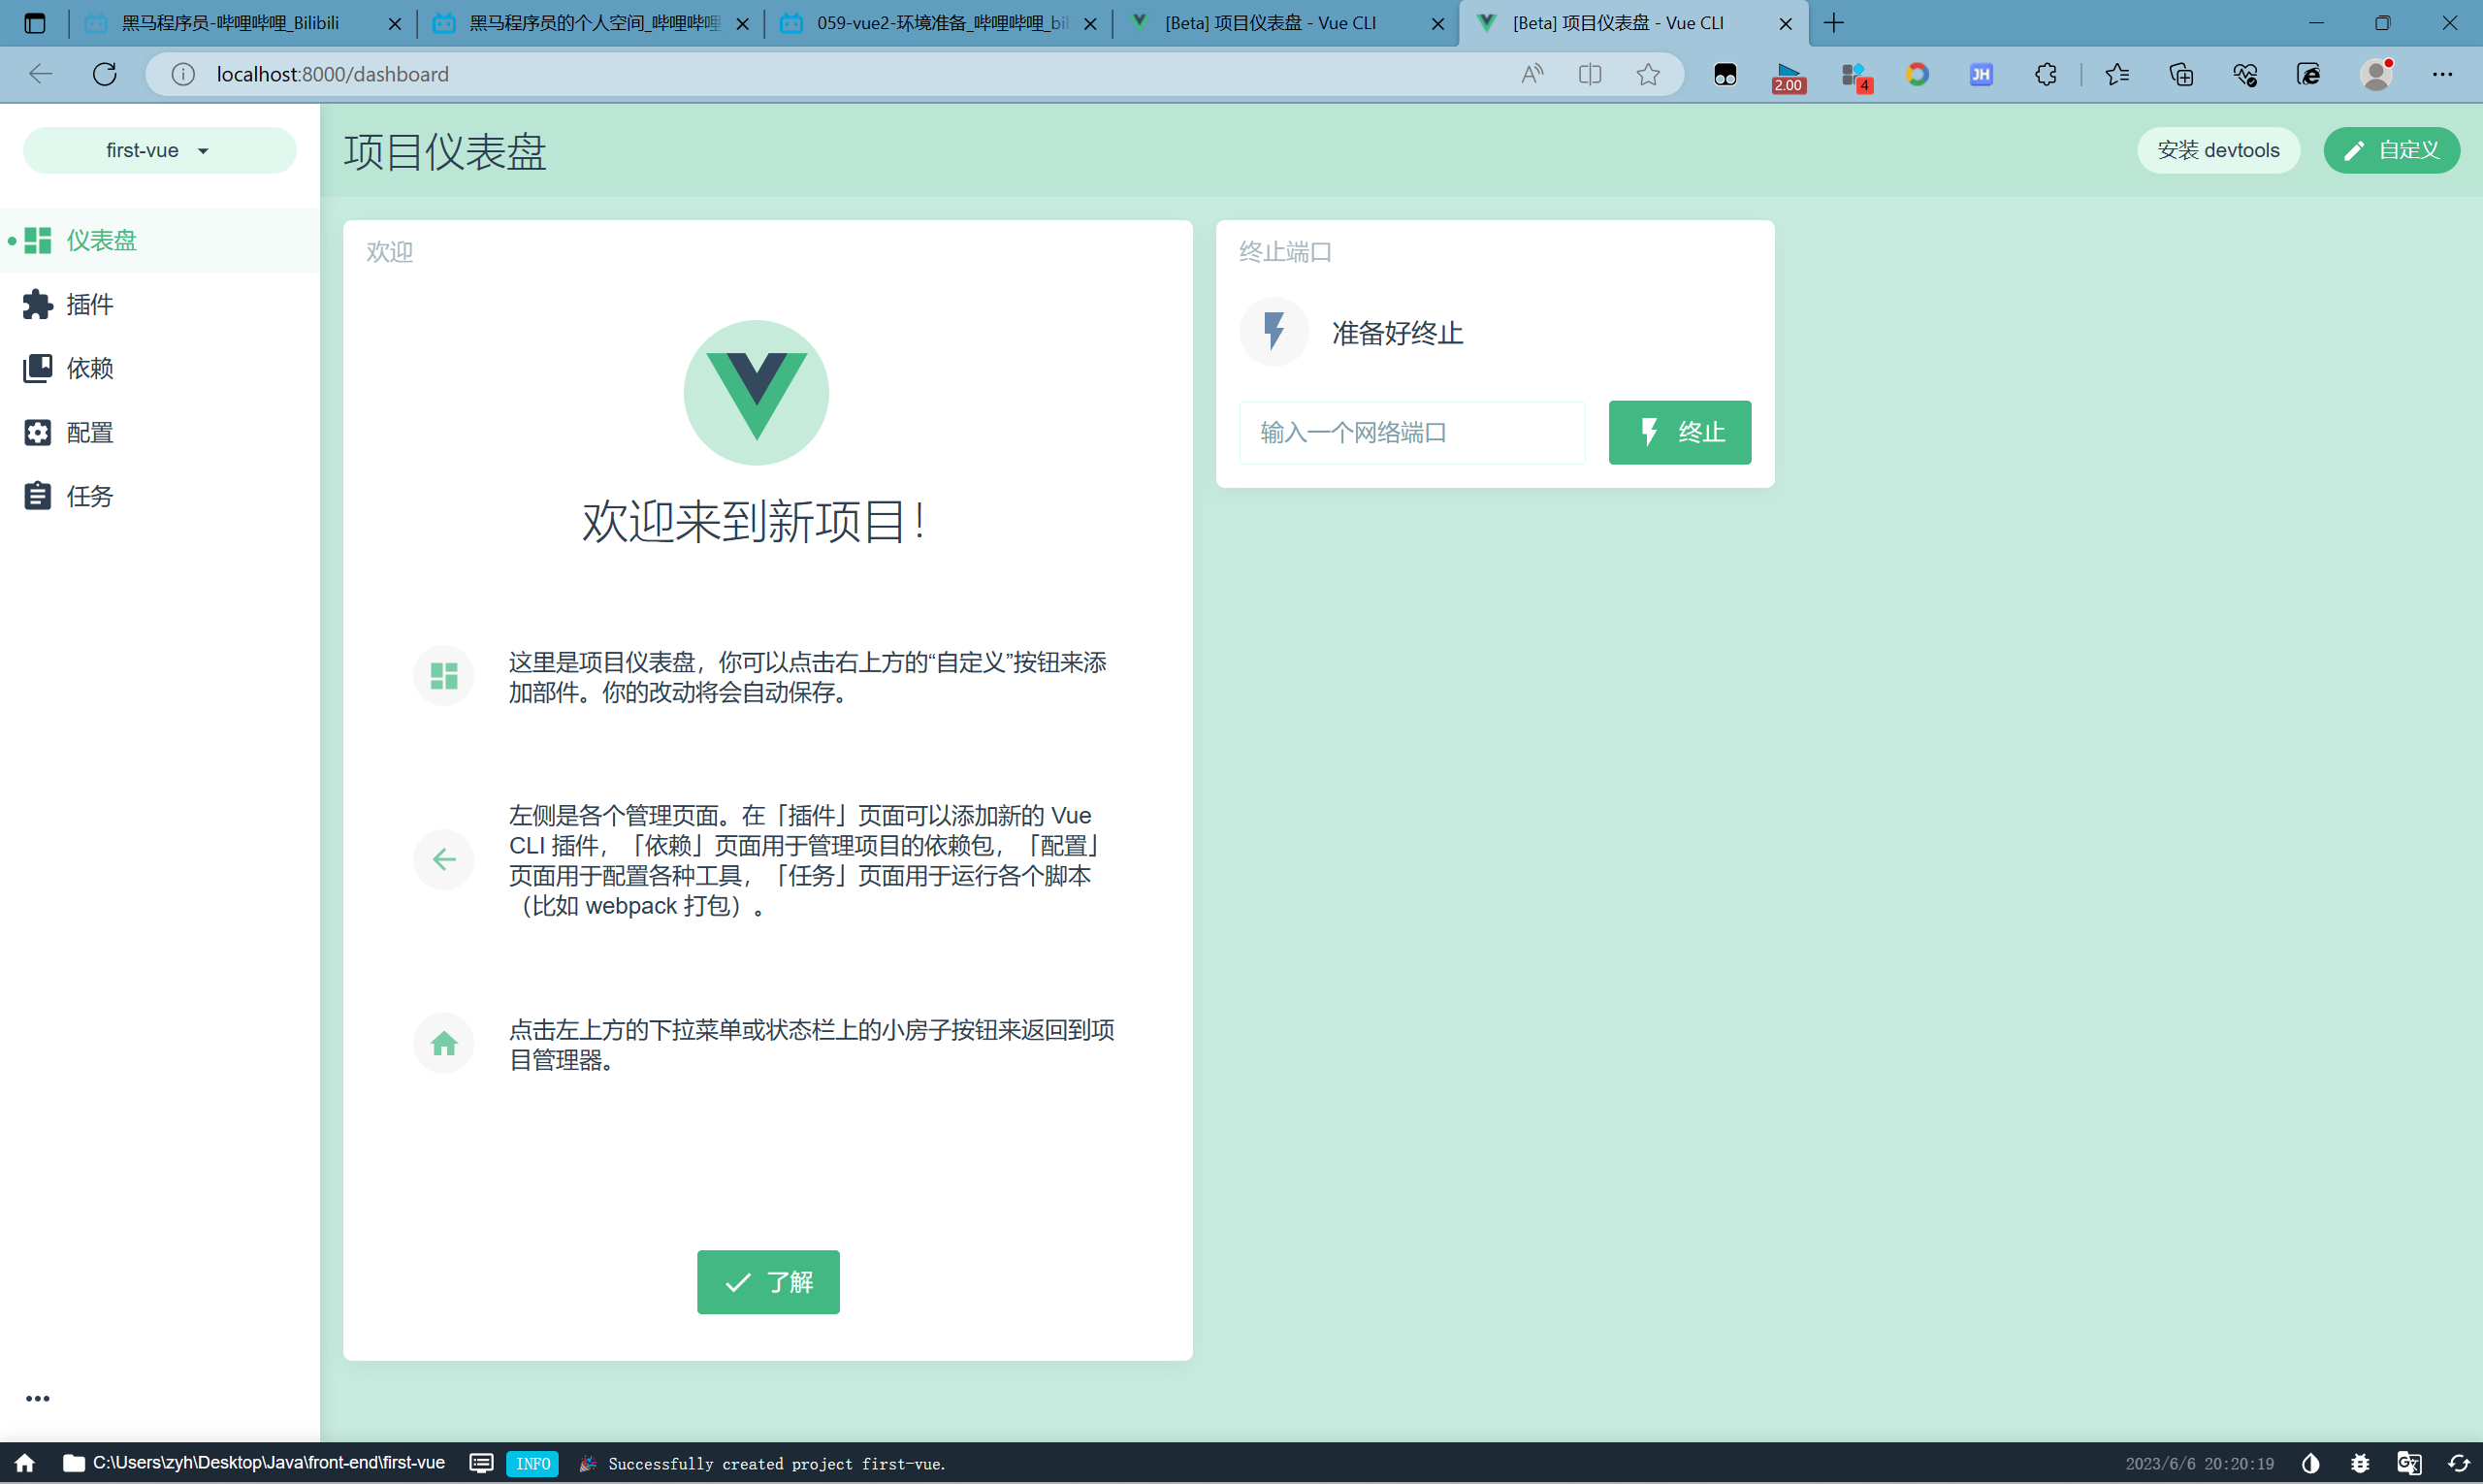 黑马程序员-哔哩哔哩_Bilibili
黑马程序员的个人空间_哔哩哔哩
059-vue2-环境准备_哔哩哔哩_bil
[Beta] 项目仪表盘 - Vue CLI
[Beta] 项目仪表盘 - Vue CLI
localhost:8000/dashboard
2.00
4
JH
first-vue
项目仪表盘
安装 devtools
自定义
仪表盘
插件
依赖
配置
任务
欢迎
欢迎来到新项目!
这里是项目仪表盘，你可以点击右上方的“自定义”按钮来添
加部件。你的改动将会自动保存。
左侧是各个管理页面。在「插件」页面可以添加新的 Vue
CLI 插件，「依赖」页面用于管理项目的依赖包，「配置」
页面用于配置各种工具，「任务」页面用于运行各个脚本
（比如 webpack 打包）。
点击左上方的下拉菜单或状态栏上的小房子按钮来返回到项
目管理器。
了解
终止端口
准备好终止
输入一个网络端口
终止
C:\Users\zyh\Desktop\Java\front-end\first-vue
INFO
Successfully created project first-vue.
2023/6/6 20:20:19